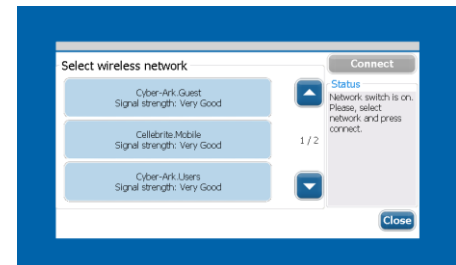 Select wireless network
Cyber-Ark.Guest
Signal strength: Very Good
Cellebrite.Mobile
Signal strength: Very Good
Cyber-Ark.Users
Signal strength: Very Good
1 / 2
Connect
Status
Network switch is on.
Please, select
network and press
connect.
Close